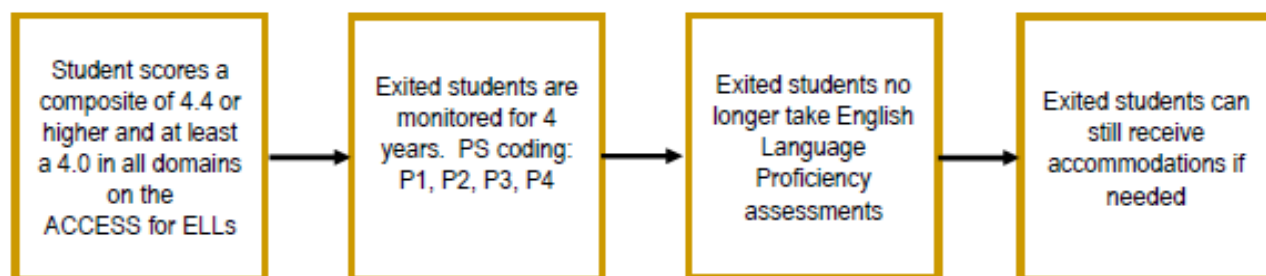 Student scores a
composite of 4.4 or
higher and at least
a 4.0 in all domains
on the
ACCESS for ELLs
Exited students are
monitored for 4
years.  PS coding:
P1, P2, P3, P4
Exited students no
longer take English
Language
Proficiency
assessments
Exited students can
still receive
accommodations if
needed